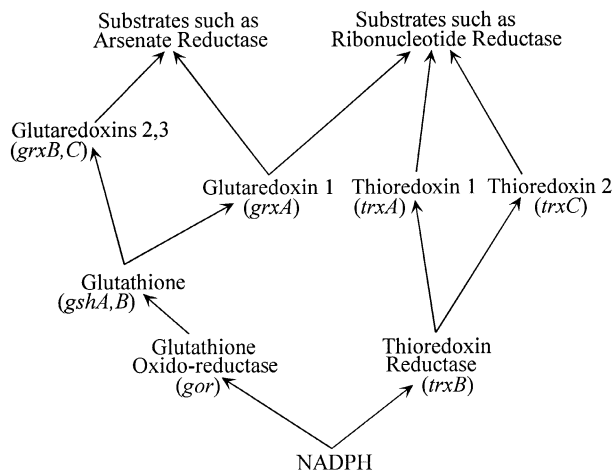 Substrates such as
Arsenate Reductase
Substrates such as
Ribonucleotide Reductase
Glutaredoxins 2,3
(grxB,C)
Glutaredoxin 1
(grxA)
Thioredoxin 1
(trxA)
Thioredoxin 2
(trxC)
Glutathione
(gshA,B)
Glutathione
Oxido-reductase
(gor)
Thioredoxin
Reductase
(trxB)
NADPH